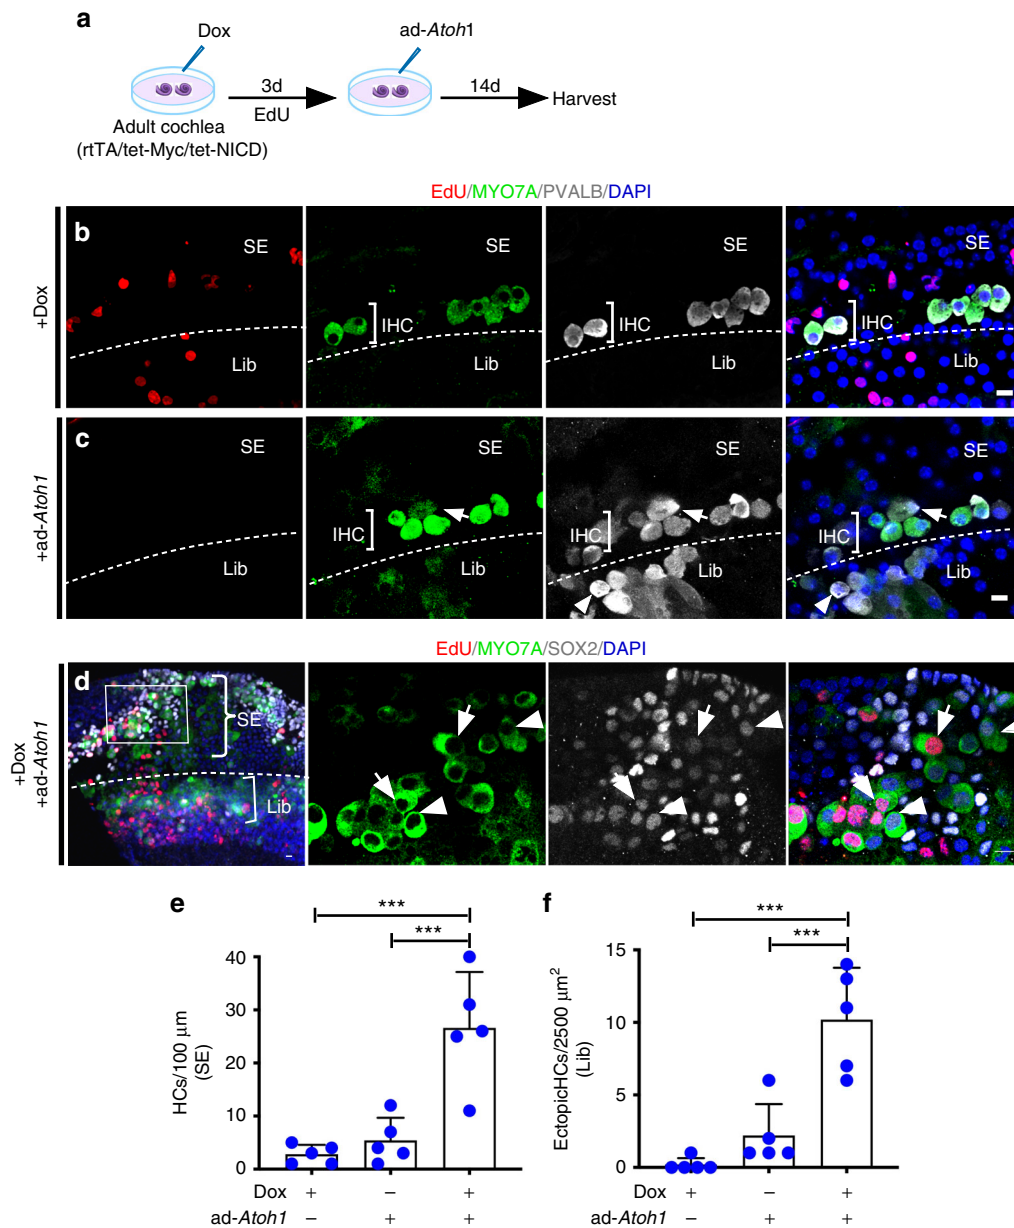 a
Dox
ad-Atoh1
3d
EdU
14d
Harvest
Adult cochlea
(rtTA/tet-Myc/tet-NICD)
EdU/MYO7A/PVALB/DAPI
+Dox
b
SE
Lib
SE
IHC
Lib
SE
IHC
Lib
SE
IHC
Lib
+ad-Atoh1
c
SE
Lib
SE
IHC
Lib
SE
IHC
Lib
SE
IHC
Lib
EdU/MYO7A/SOX2/DAPI
+Dox
+ad-Atoh1
d
SE
Lib
e
***
***
HCs/100 μm
(SE)
40
30
20
10
0
Dox + − +
ad-Atoh1 − + +
f
***
***
EctopicHCs/2500 μm²
(Lib)
15
10
5
0
Dox + − +
ad-Atoh1 − + +